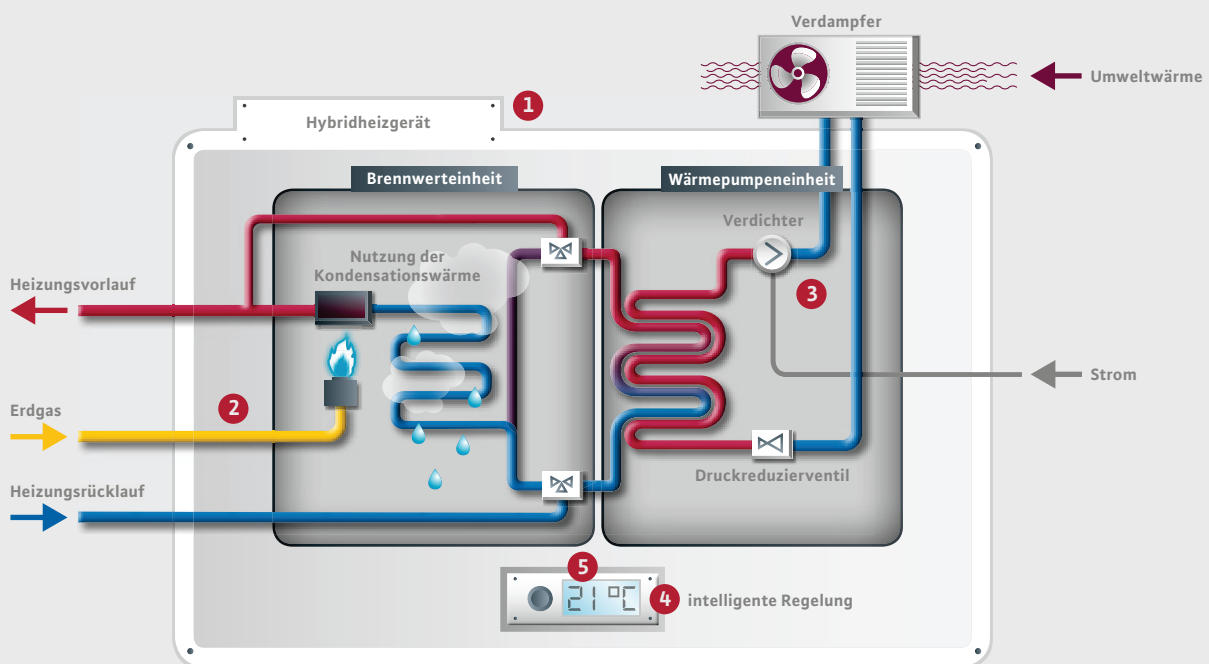 Verdampfer
Umweltwärme
1
Hybridheizgerät
Brennwerteinheit
Wärmepumpeneinheit
Verdichter
Nutzung der
Kondensationswärme
Heizungsvorlauf
3
Strom
Erdgas
2
Druckreduzierventil
Heizungsrücklauf
5
21 °C
4
intelligente Regelung